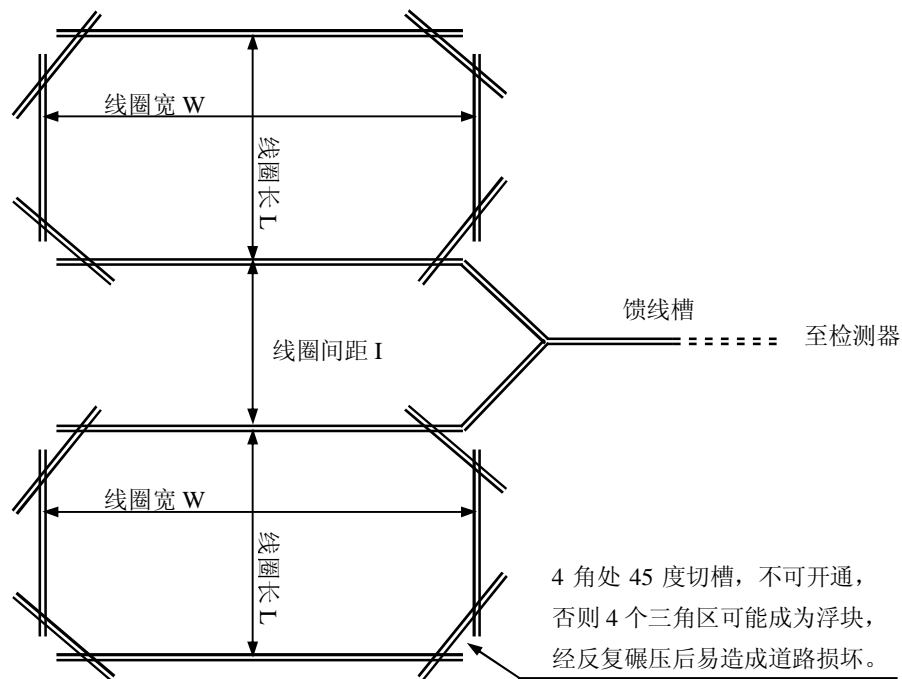 线圈宽 W
线圈长 L
馈线槽
至检测器
线圈间距 I
线圈宽 W
线圈长 L
4 角处 45 度切槽，不可开通，
否则 4 个三角区可能成为浮块，
经反复碾压后易造成道路损坏。